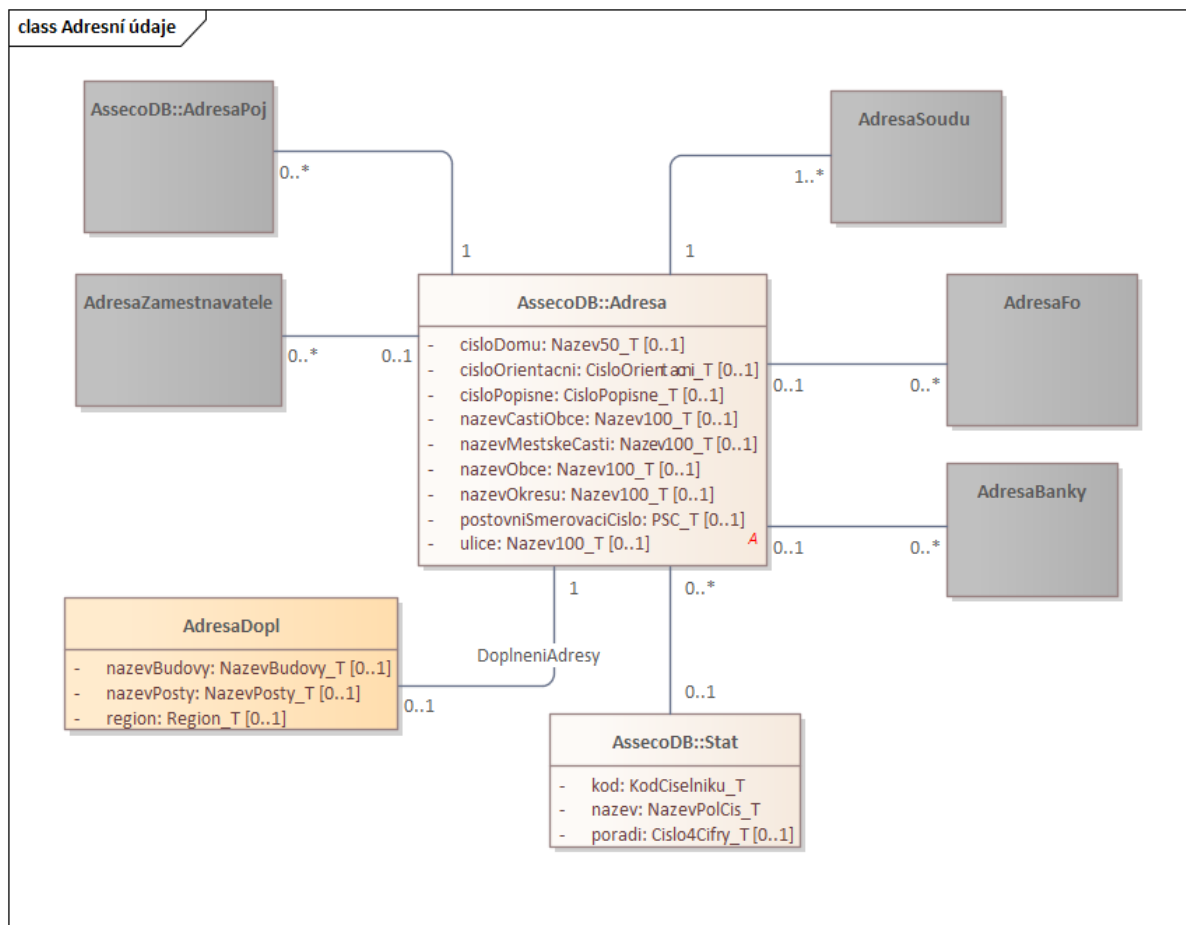 class Adresní údaje
AssecoDB::AdresaPoj
0..*
1
AdresaSoudu
1..*
1
AdresaZamestnavatele
0..*
0..1
AssecoDB::Adresa
- cisloDomu: Nazev50_T [0..1]
- cisloOrientacni: CisloOrientacni_T [0..1]
- cisloPopisne: CisloPopisne_T [0..1]
- nazevCastiObce: Nazev100_T [0..1]
- nazevMestskeCasti: Nazev100_T [0..1]
- nazevObce: Nazev100_T [0..1]
- nazevOkresu: Nazev100_T [0..1]
- postovniSmerovaciCislo: PSC_T [0..1]
- ulice: Nazev100_T [0..1]
A
AdresaFo
0..1
0..*
AdresaBanky
0..1
0..*
AdresaDopl
- nazevBudovy: NazevBudovy_T [0..1]
- nazevPosty: NazevPosty_T [0..1]
- region: Region_T [0..1]
1
DoplneniAdresy
0..1
0..*
0..1
AssecoDB::Stat
- kod: KodCiselniku_T
- nazev: NazevPolCis_T
- poradi: Cislo4Cifry_T [0..1]